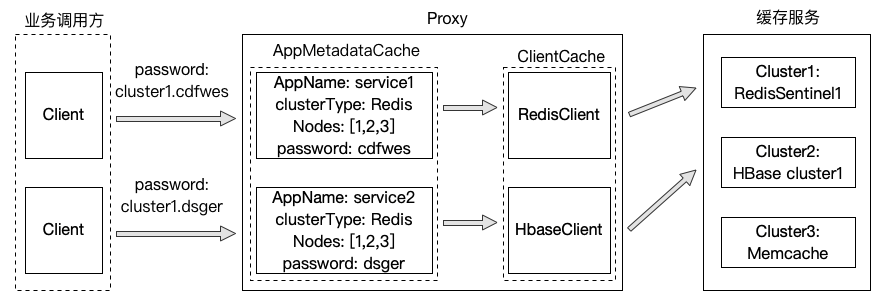 业务调用方
Proxy
缓存服务
AppMetadataCache
ClientCache
Client
password:
cluster1.cdfwes
AppName: service1
clusterType: Redis
Nodes: [1,2,3]
password: cdfwes
RedisClient
Cluster1:
RedisSentinel1
Cluster2:
HBase cluster1
Client
password:
cluster1.dsger
AppName: service2
clusterType: Redis
Nodes: [1,2,3]
password: dsger
HbaseClient
Cluster3:
Memcache